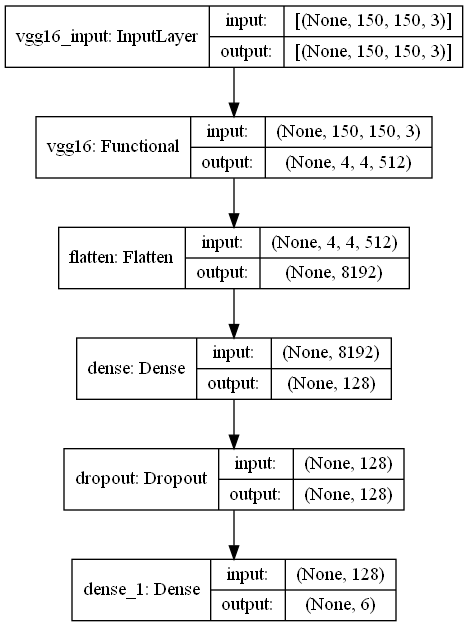 vgg16_input: InputLayer
input: [(None, 150, 150, 3)]
output: [(None, 150, 150, 3)]
vgg16: Functional
input: (None, 150, 150, 3)
output: (None, 4, 4, 512)
flatten: Flatten
input: (None, 4, 4, 512)
output: (None, 8192)
dense: Dense
input: (None, 8192)
output: (None, 128)
dropout: Dropout
input: (None, 128)
output: (None, 128)
dense_1: Dense
input: (None, 128)
output: (None, 6)